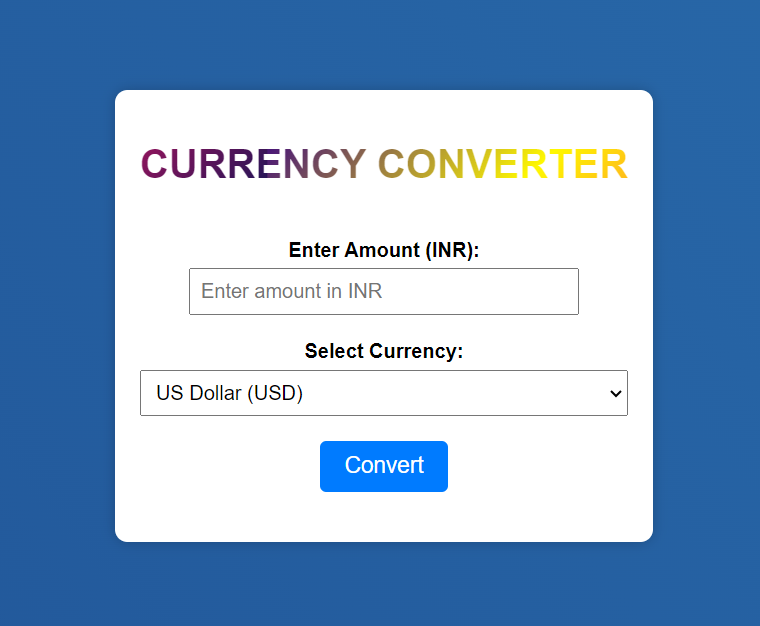 CURRENCY CONVERTER
Enter Amount (INR):
Enter amount in INR
Select Currency:
US Dollar (USD)
Convert